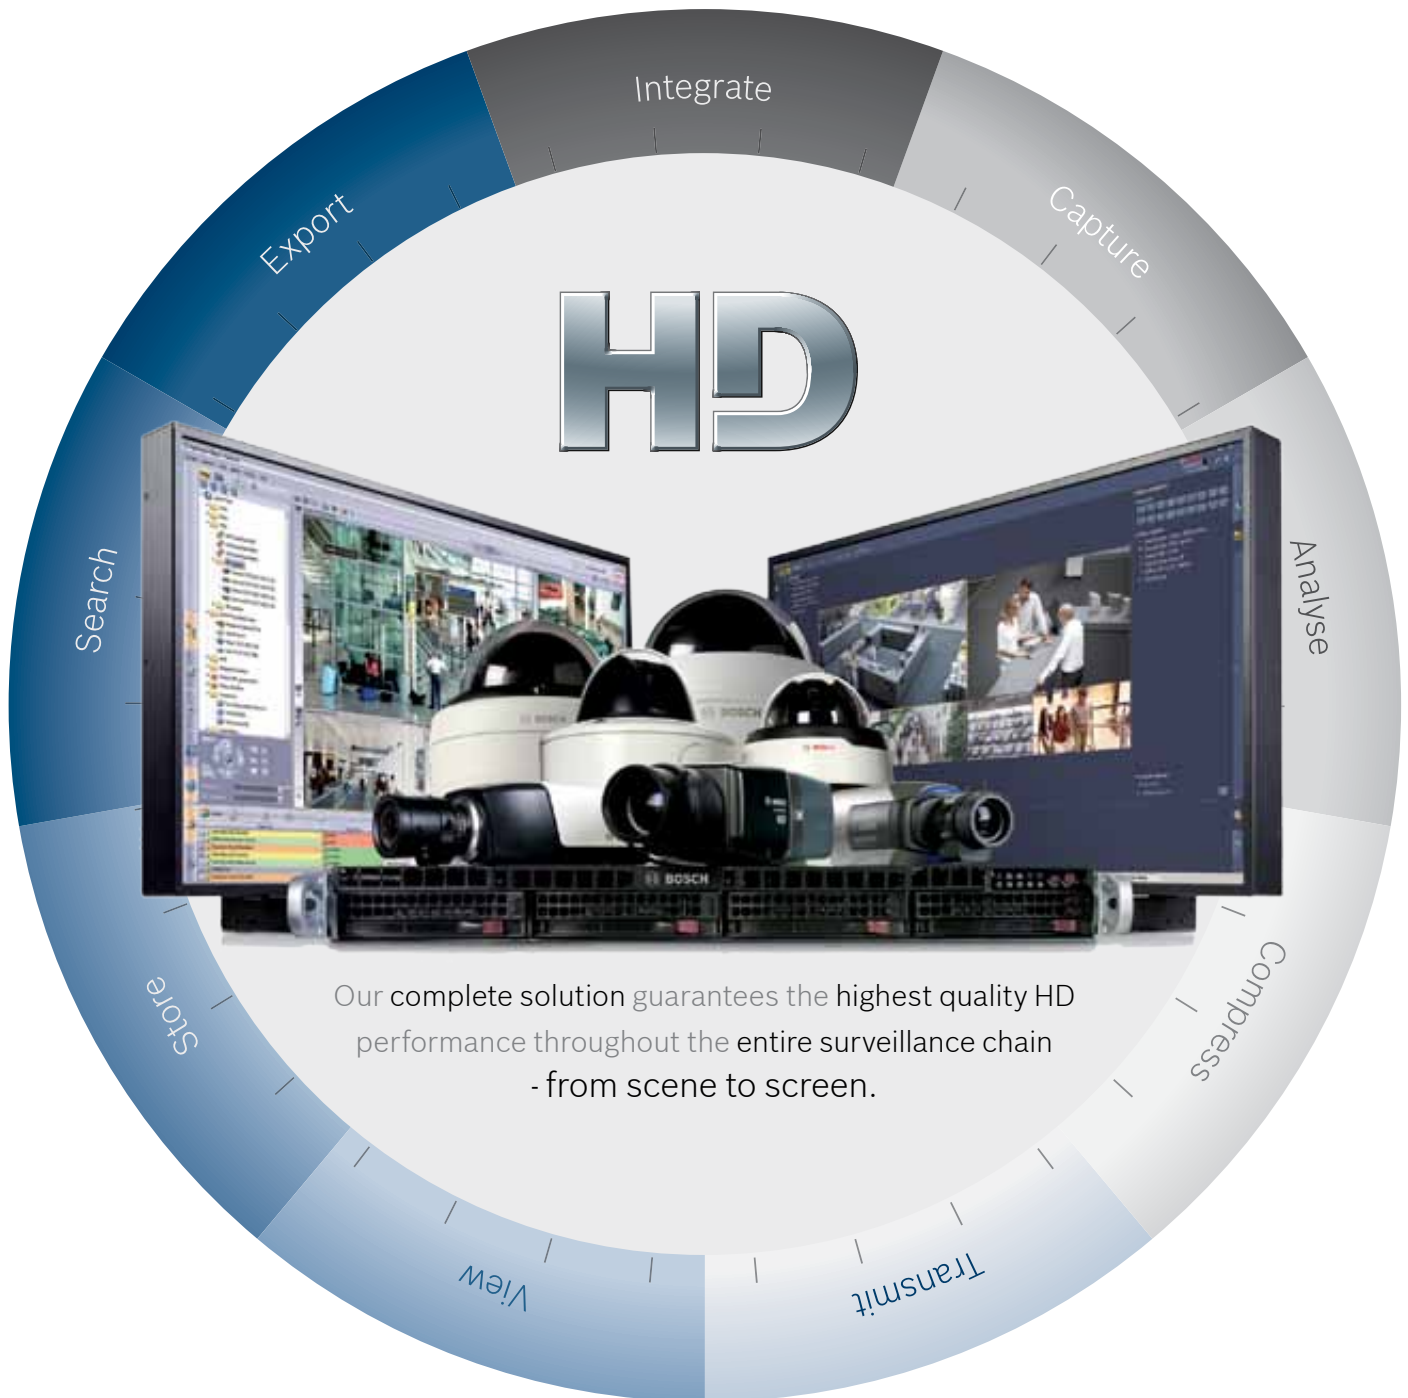 Integrate
Capture
Analyse
Compress
Transmit
View
Store
Search
Export
HD
BOSCH
BOSCH
BOSCH
Our complete solution guarantees the highest quality HD
performance throughout the entire surveillance chain
- from scene to screen.